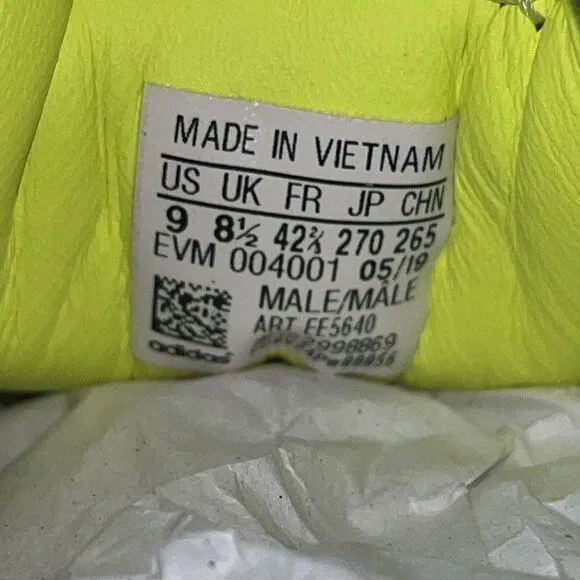 MADE IN VIETNAM
US UK FR JP CHN
9 8½ 42⅔ 270 265
EVM 004001 05/19
MALE/MÂLE
ART EE5640
adidas